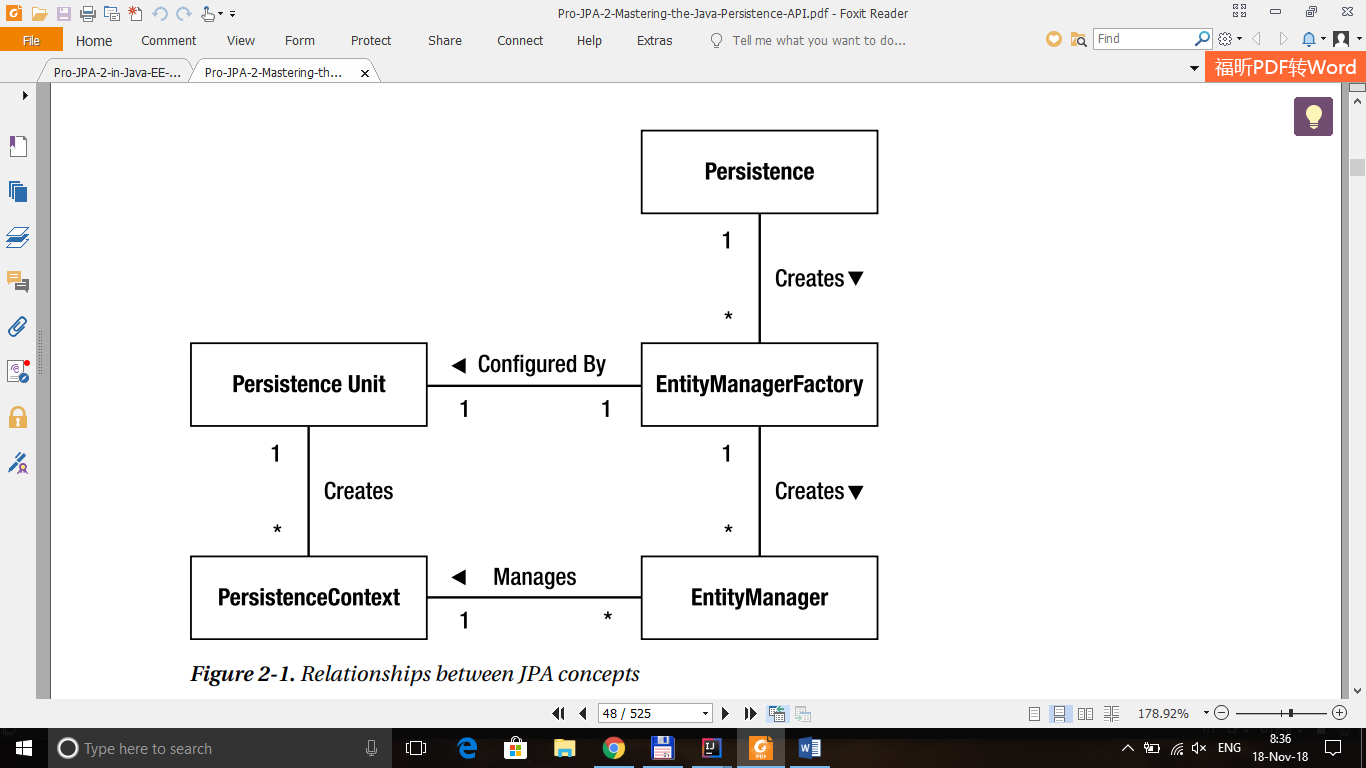 Pro-JPA-2-Mastering-the-Java-Persistence-API.pdf - Foxit Reader
File Home Comment View Form Protect Share Connect Help Extras Tell me what you want to do... Find
Pro-JPA-2-in-Java-EE-... Pro-JPA-2-Mastering-th... 福昕PDF转Word
Persistence
1
Creates ▼
*
Persistence Unit ◄ Configured By EntityManagerFactory
1 1
1 1
Creates Creates ▼
* *
PersistenceContext ◄ Manages EntityManager
1 *
Figure 2-1. Relationships between JPA concepts
48 / 525 178.92%
Type here to search ENG 8:36
18-Nov-18